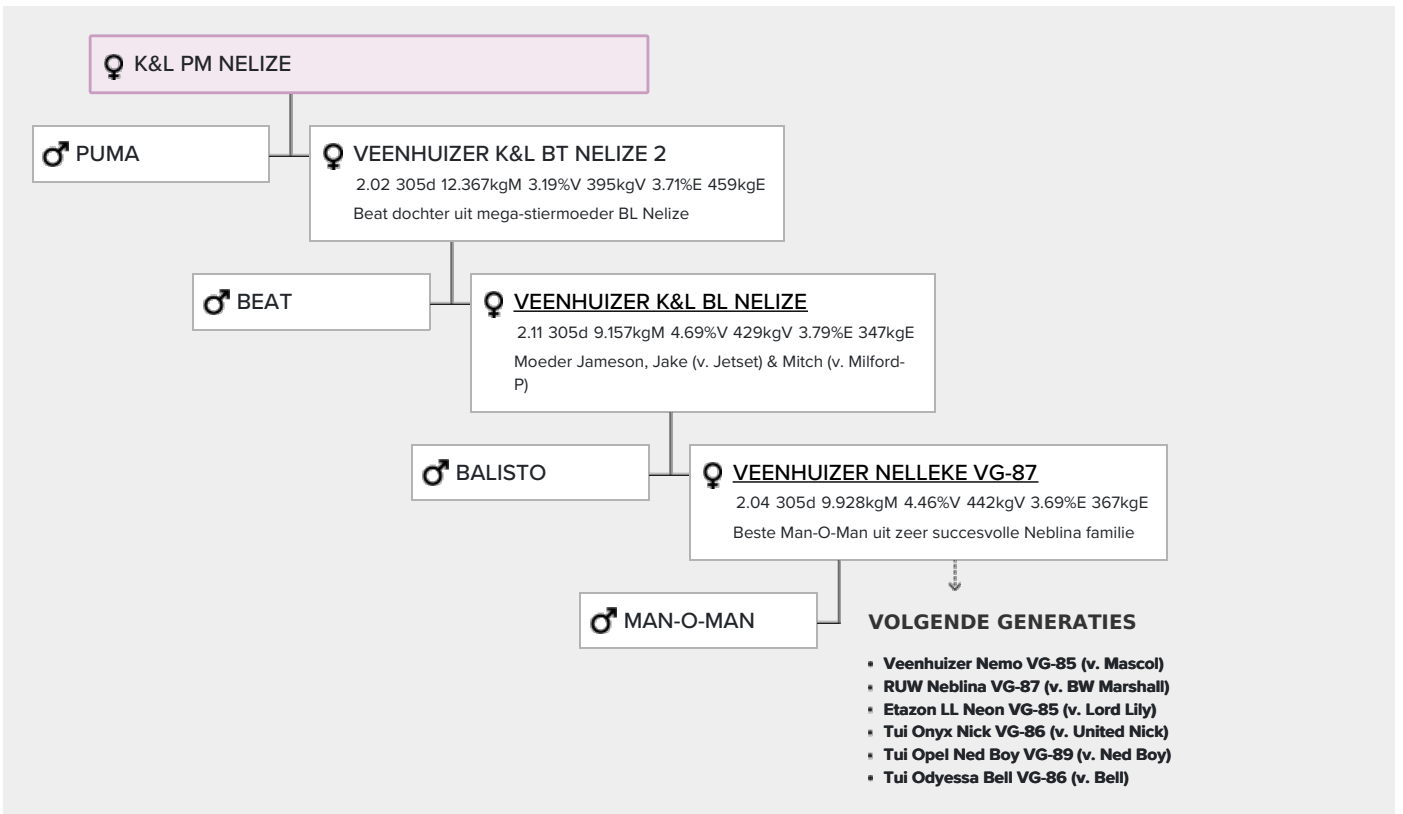 K&L PM NELIZE
PUMA
VEENHUIZER K&L BT NELIZE 2
2.02 305d 12.367kgM 3.19%V 395kgV 3.71%E 459kgE
Beat dochter uit mega-stiermoeder BL Nelize
BEAT
VEENHUIZER K&L BL NELIZE
2.11 305d 9.157kgM 4.69%V 429kgV 3.79%E 347kgE
Moeder Jameson, Jake (v. Jetset) & Mitch (v. Milford-
P)
BALISTO
VEENHUIZER NELLEKE VG-87
2.04 305d 9.928kgM 4.46%V 442kgV 3.69%E 367kgE
Beste Man-O-Man uit zeer succesvolle Neblina familie
MAN-O-MAN
VOLGENDE GENERATIES
Veenhuizer Nemo VG-85 (v. Mascol)
RUW Neblina VG-87 (v. BW Marshall)
Etazon LL Neon VG-85 (v. Lord Lily)
Tui Onyx Nick VG-86 (v. United Nick)
Tui Opel Ned Boy VG-89 (v. Ned Boy)
Tui Odyessa Bell VG-86 (v. Bell)